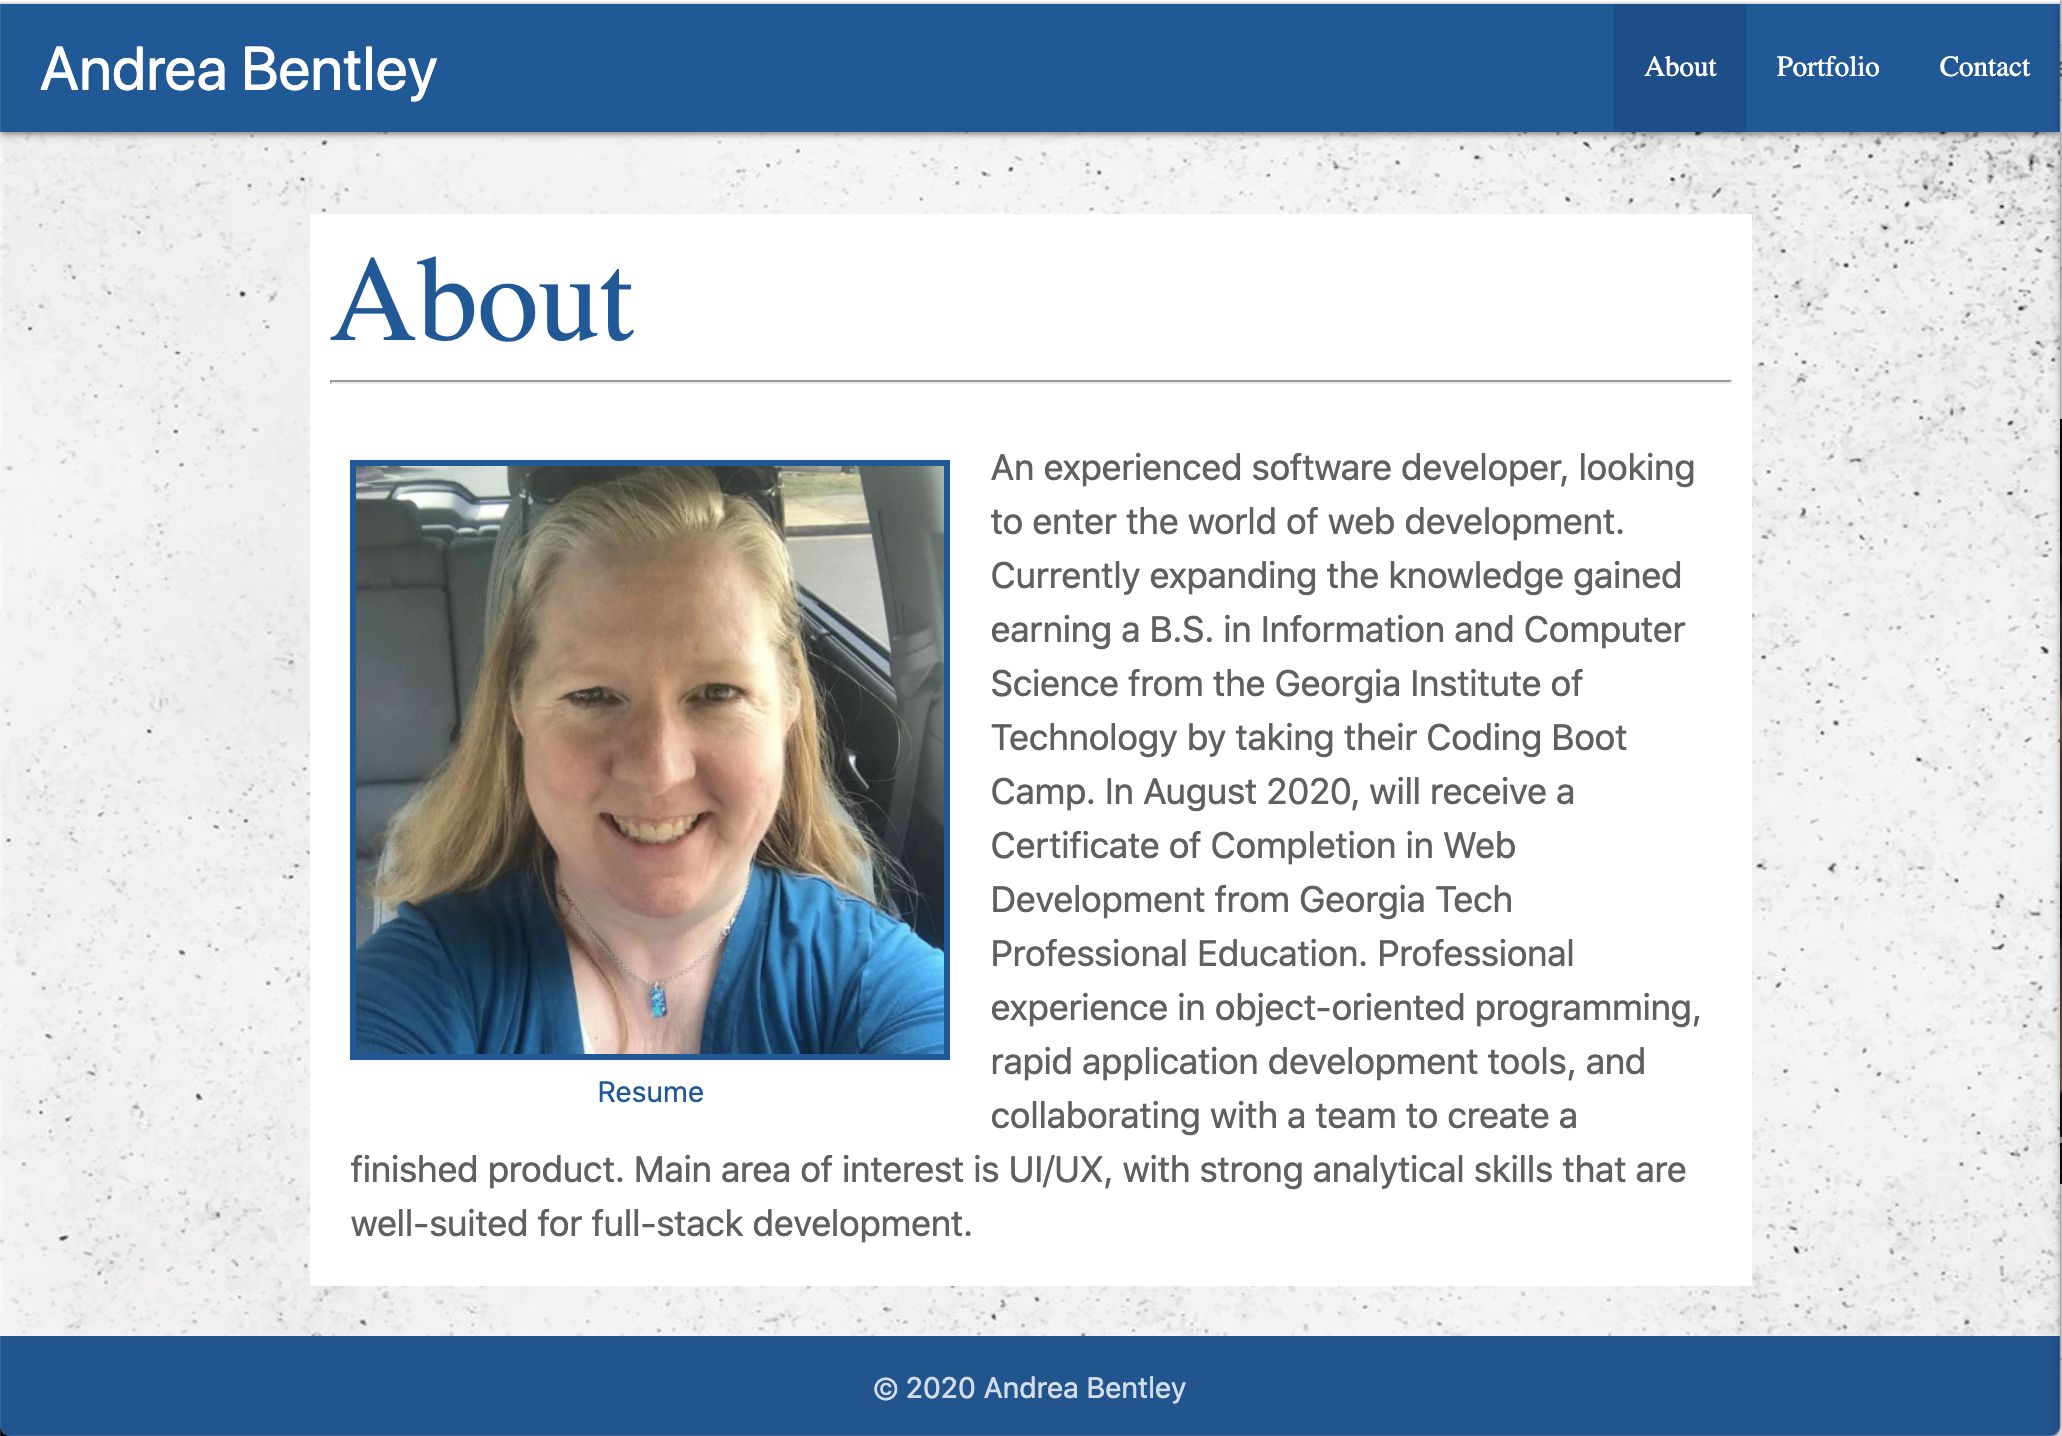 Andrea Bentley
About Portfolio Contact
About
An experienced software developer, looking
to enter the world of web development.
Currently expanding the knowledge gained
earning a B.S. in Information and Computer
Science from the Georgia Institute of
Technology by taking their Coding Boot
Camp. In August 2020, will receive a
Certificate of Completion in Web
Development from Georgia Tech
Professional Education. Professional
experience in object-oriented programming,
rapid application development tools, and
collaborating with a team to create a
finished product. Main area of interest is UI/UX, with strong analytical skills that are
well-suited for full-stack development.
Resume
© 2020 Andrea Bentley